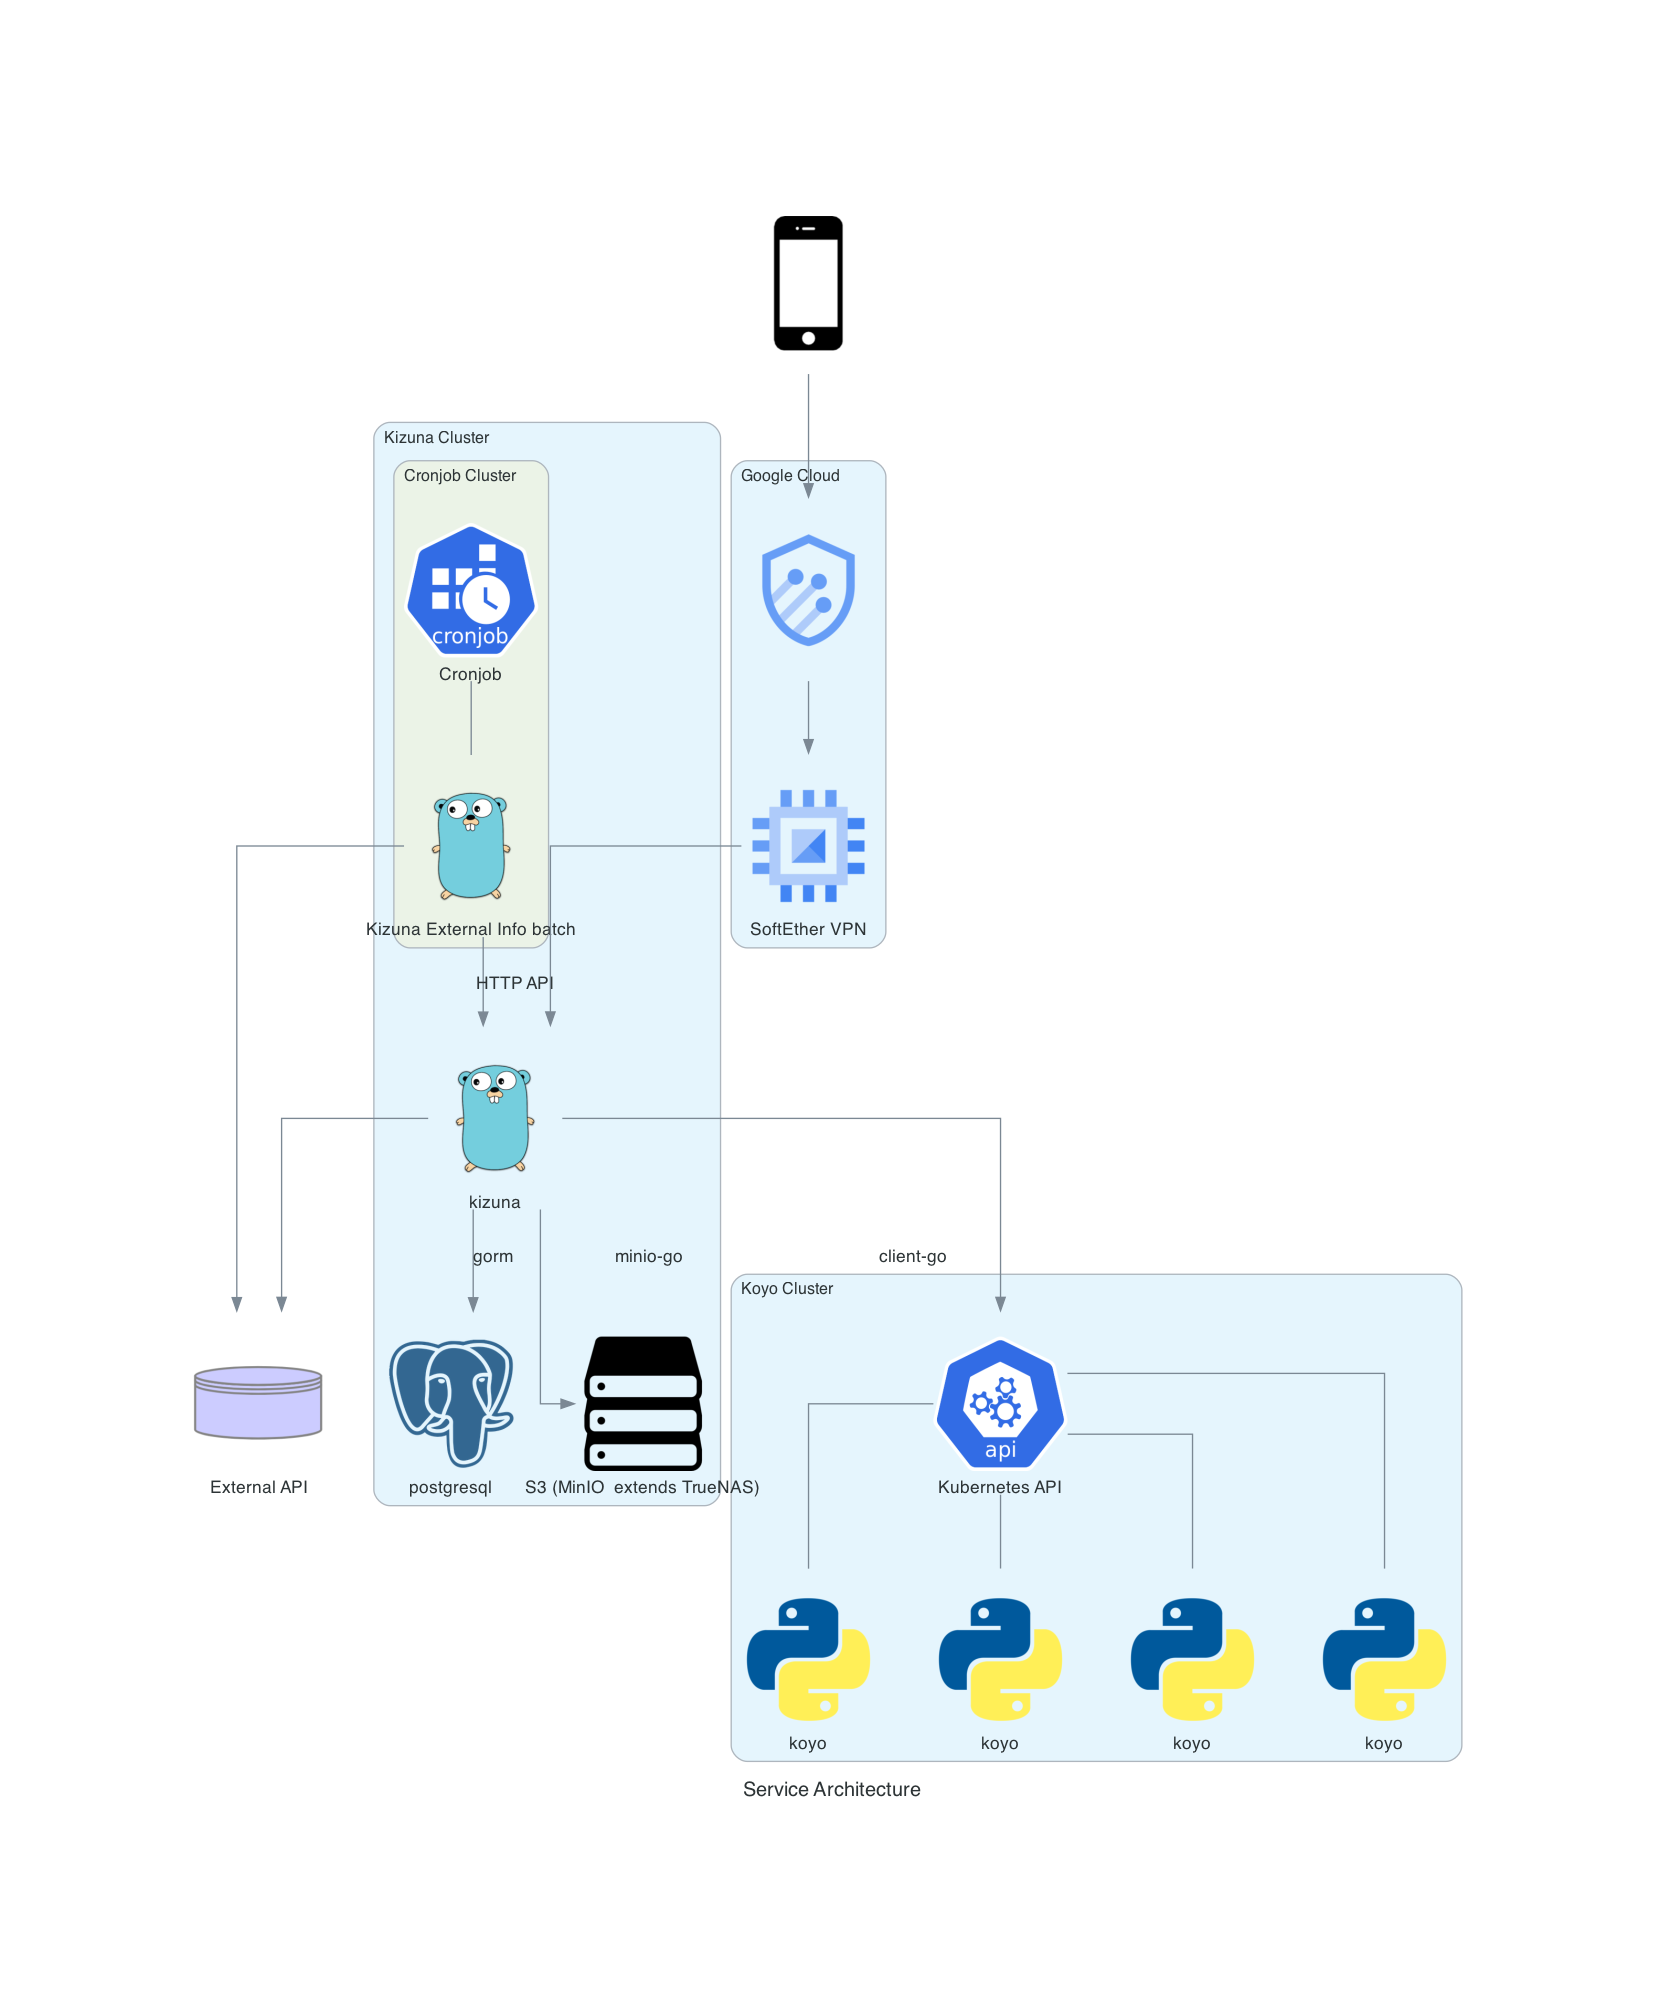 Kizuna Cluster
Cronjob Cluster
Google Cloud
cronjob
Cronjob
Kizuna External Info batch
SoftEther VPN
HTTP API
kizuna
gorm
minio-go
client-go
Koyo Cluster
api
External API
postgresql
S3 (MinIO  extends TrueNAS)
Kubernetes API
koyo
koyo
koyo
koyo
Service Architecture